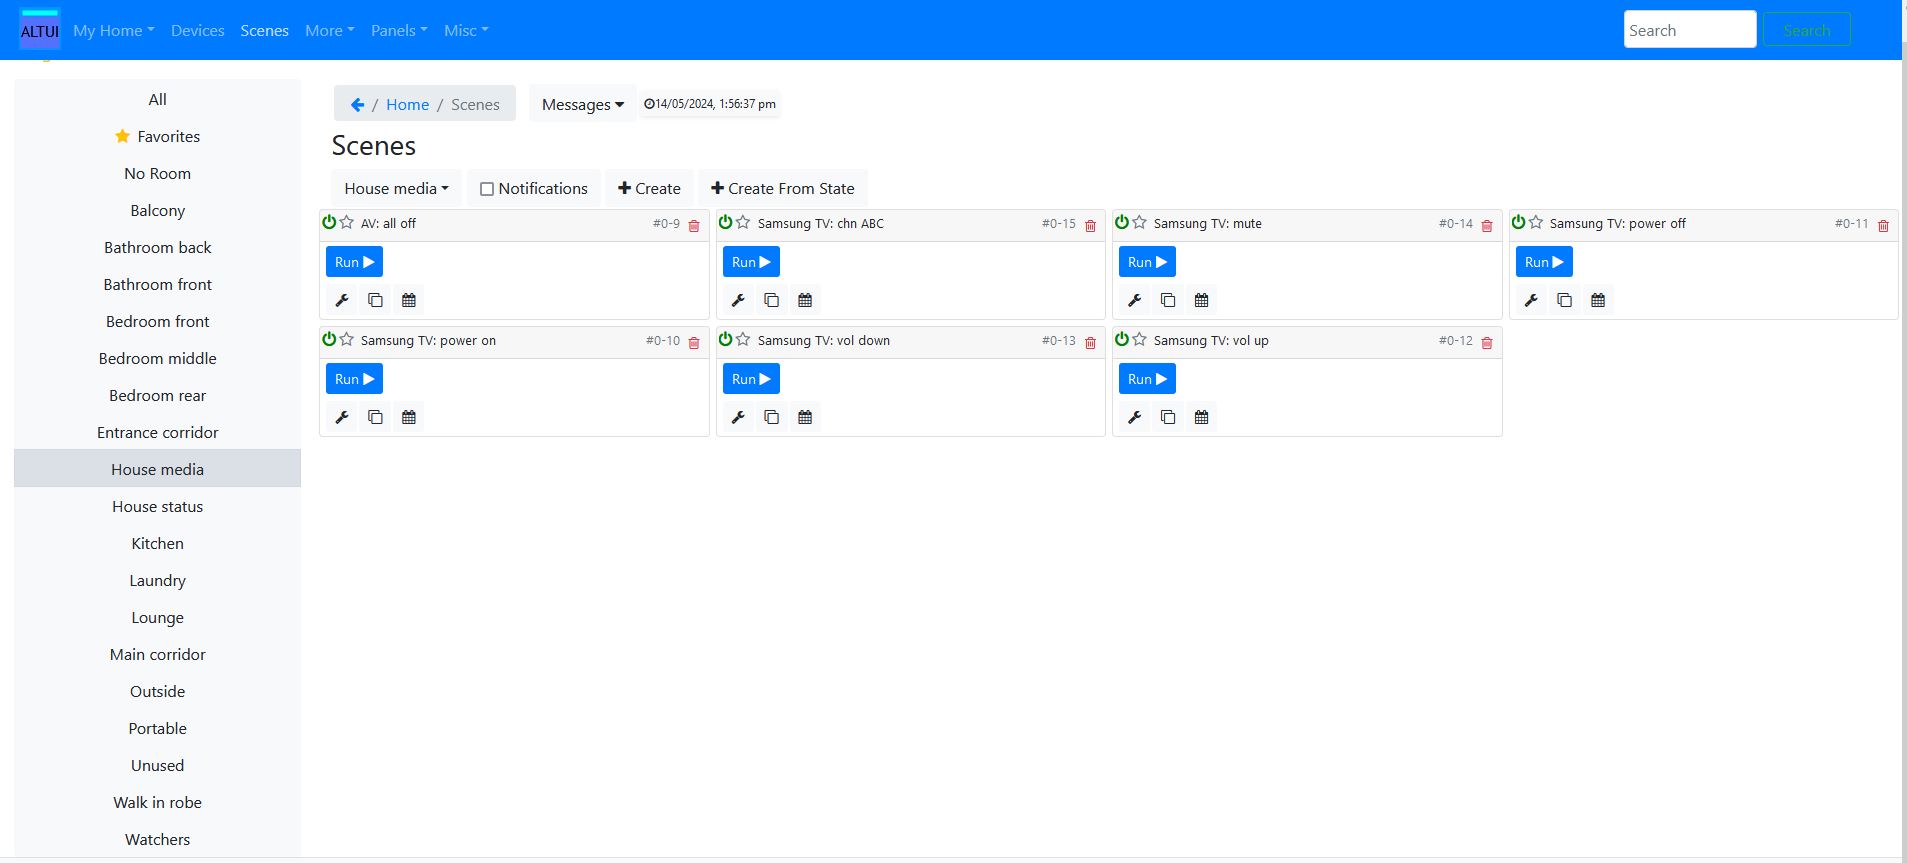 ALTUI My Home Devices Scenes More Panels Misc Search Search
All
Favorites
No Room
Balcony
Bathroom back
Bathroom front
Bedroom front
Bedroom middle
Bedroom rear
Entrance corridor
House media
House status
Kitchen
Laundry
Lounge
Main corridor
Outside
Portable
Unused
Walk in robe
Watchers
/ Home / Scenes Messages 14/05/2024, 1:56:37 pm
Scenes
House media Notifications Create Create From State
AV: all off #0-9
Run
Samsung TV: chn ABC #0-15
Run
Samsung TV: mute #0-14
Run
Samsung TV: power off #0-11
Run
Samsung TV: power on #0-10
Run
Samsung TV: vol down #0-13
Run
Samsung TV: vol up #0-12
Run